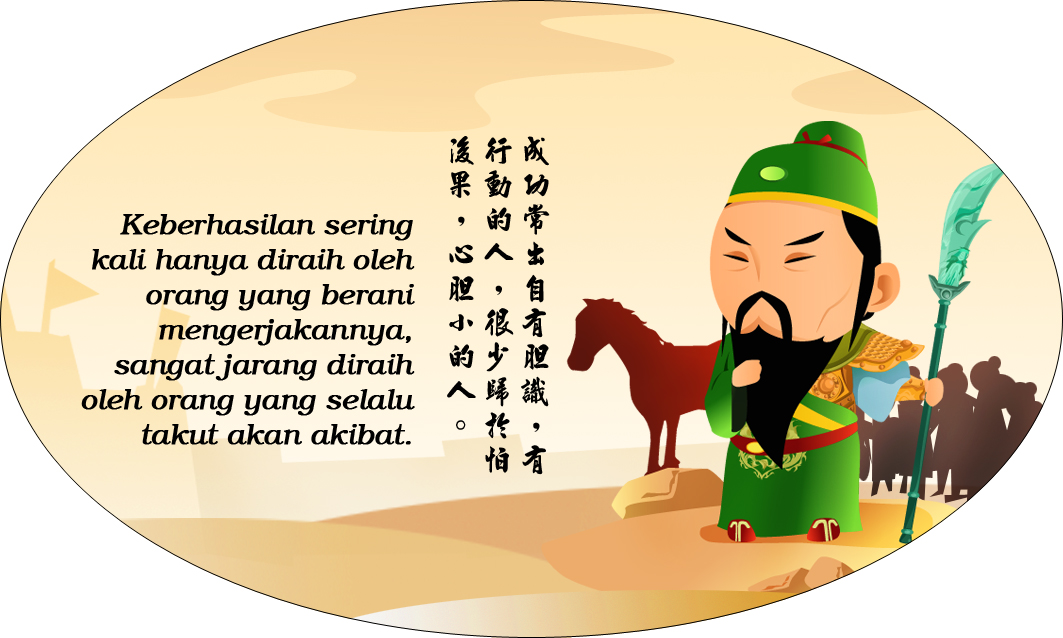 Keberhasilan sering
kali hanya diraih oleh
orang yang berani
mengerjakannya,
sangat jarang diraih
oleh orang yang selalu
takut akan akibat.
成功常出自有胆識，有
行動的人，很少歸於怕
後果，心胆小的人。